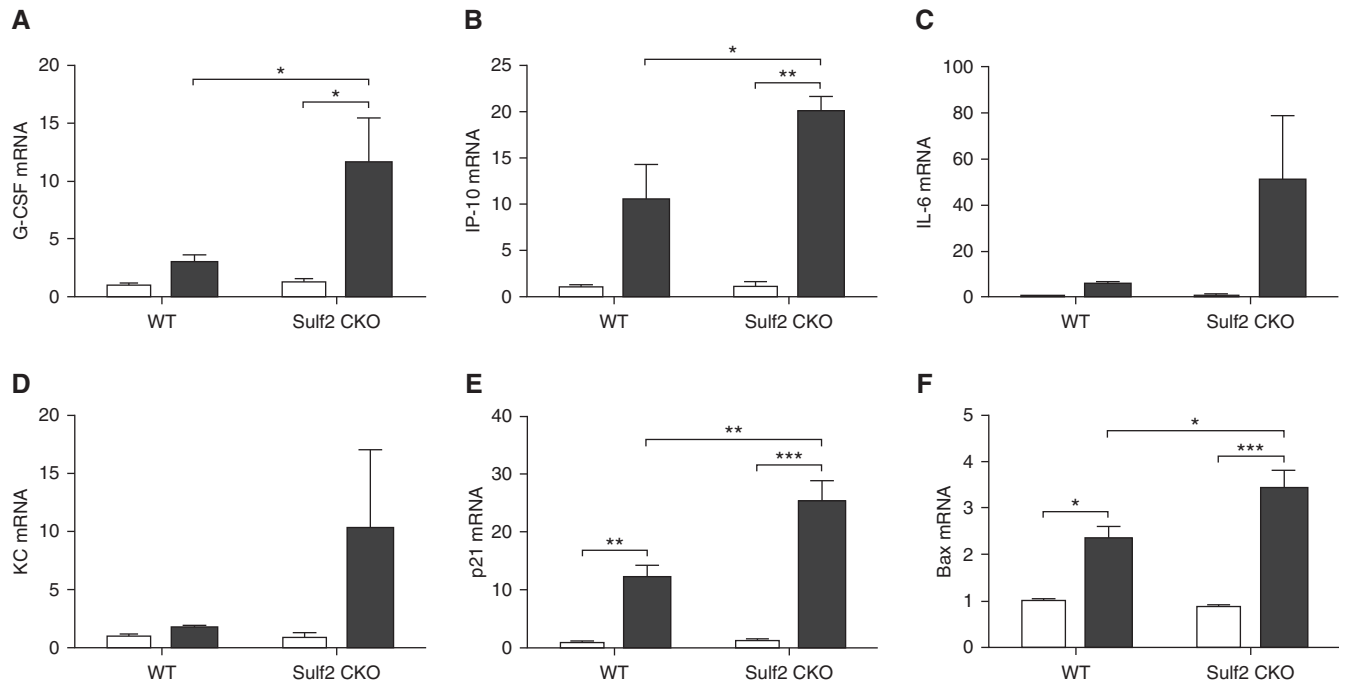 A
G-CSF mRNA
20
15
10
5
0
*
*
WT
Sulf2 CKO
B
IP-10 mRNA
25
20
15
10
5
0
*
**
WT
Sulf2 CKO
C
IL-6 mRNA
100
80
60
40
20
0
WT
Sulf2 CKO
D
KC mRNA
20
15
10
5
0
WT
Sulf2 CKO
E
p21 mRNA
40
30
20
10
0
**
**
***
WT
Sulf2 CKO
F
Bax mRNA
5
4
3
2
1
0
*
*
***
WT
Sulf2 CKO